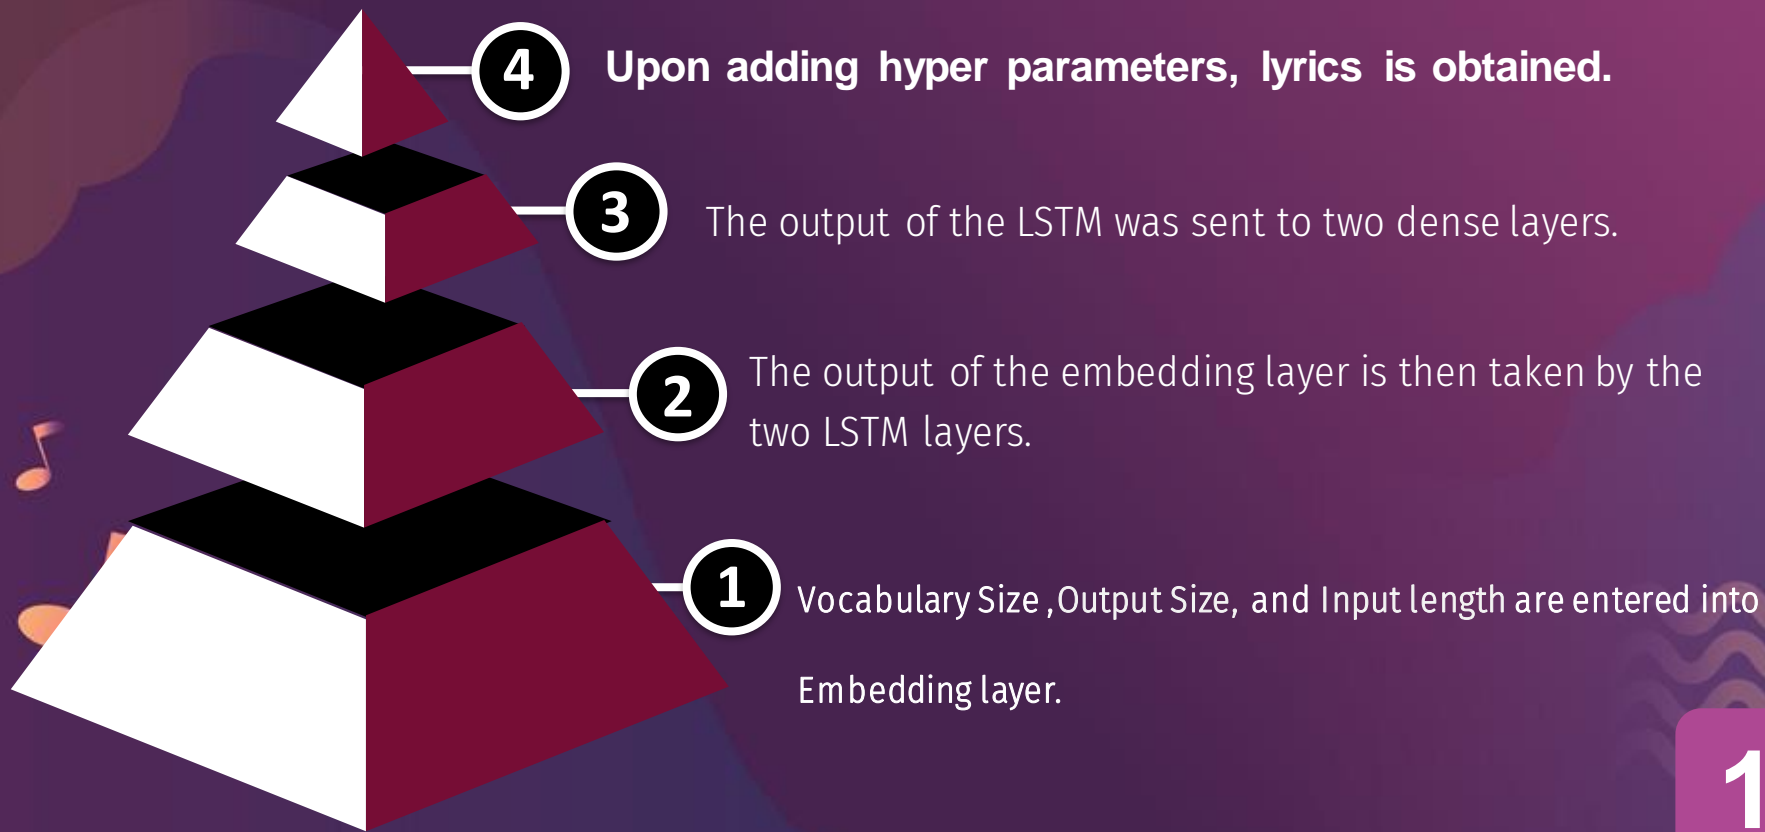 4
Upon adding hyper parameters, lyrics is obtained.
3
The output of the LSTM was sent to two dense layers.
2
The output of the embedding layer is then taken by the
two LSTM layers.
1
Vocabulary Size ,Output Size, and Input length are entered into
Embedding layer.
1